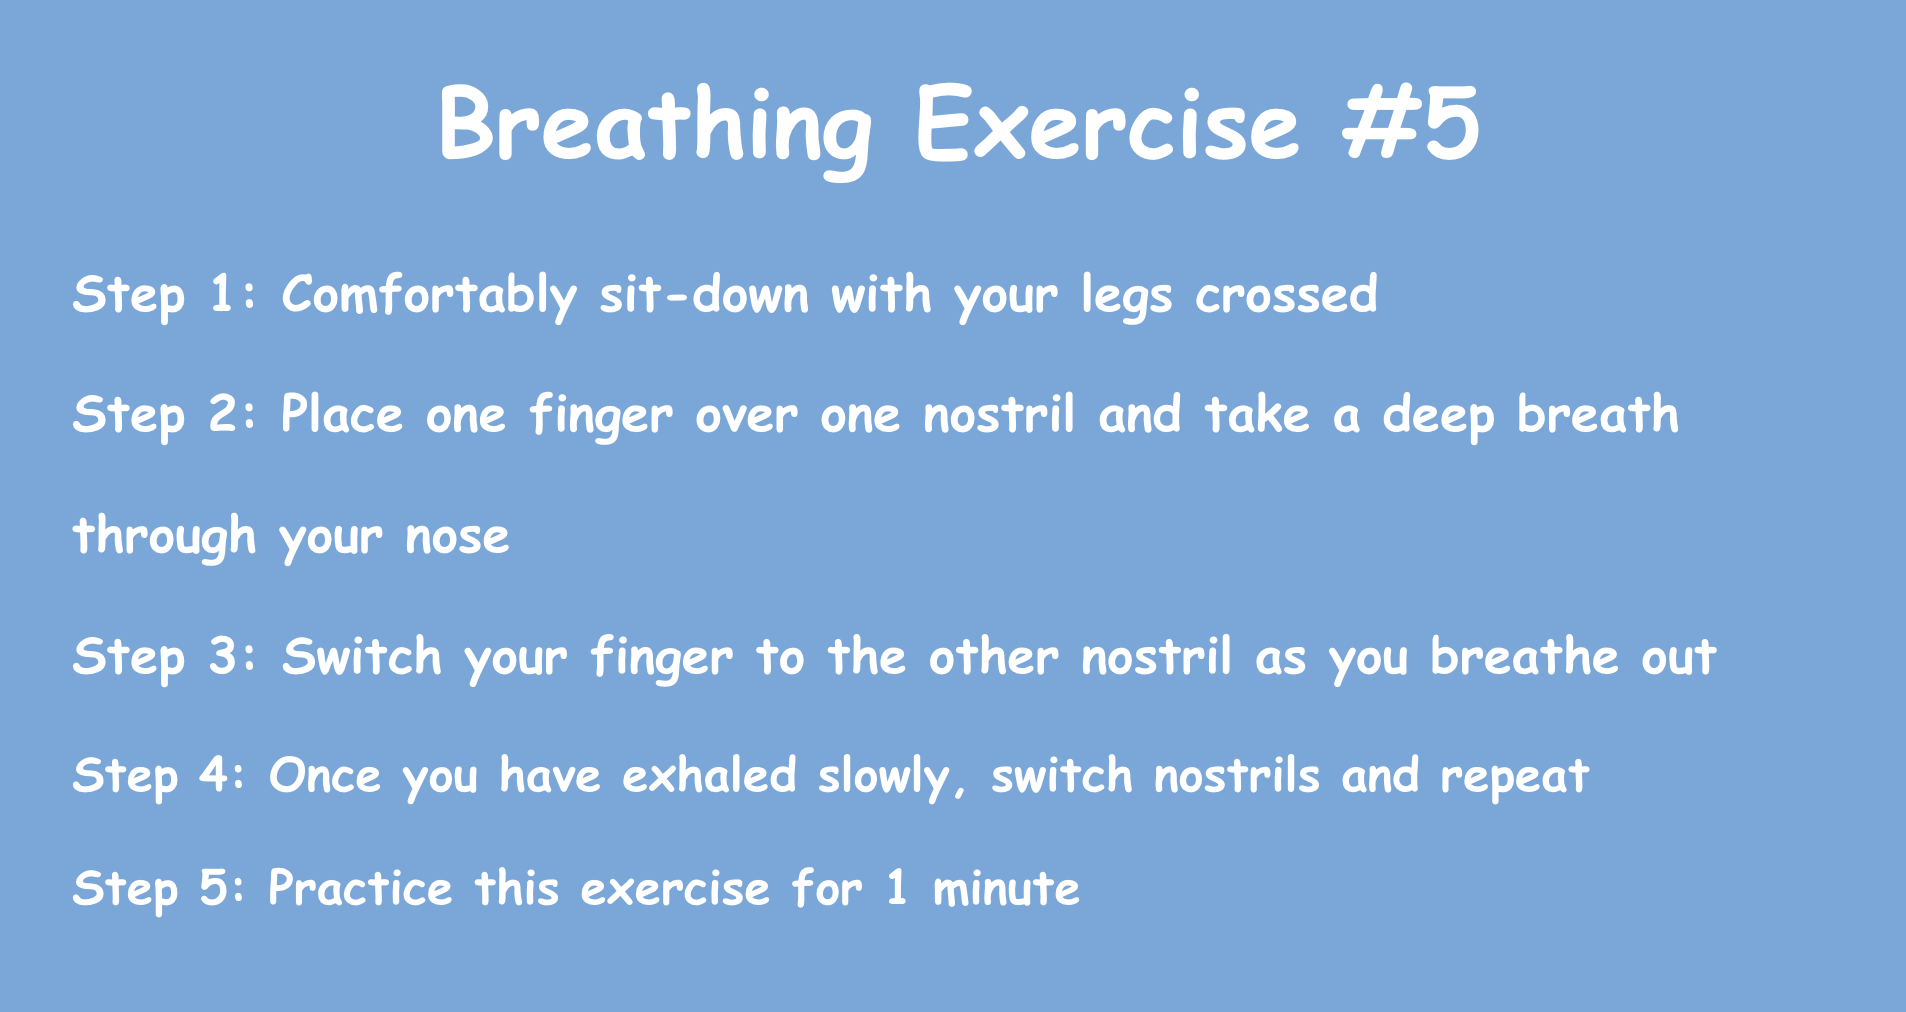 Breathing Exercise #5
Step 1: Comfortably sit-down with your legs crossed
Step 2: Place one finger over one nostril and take a deep breath
through your nose
Step 3: Switch your finger to the other nostril as you breathe out
Step 4: Once you have exhaled slowly, switch nostrils and repeat
Step 5: Practice this exercise for 1 minute